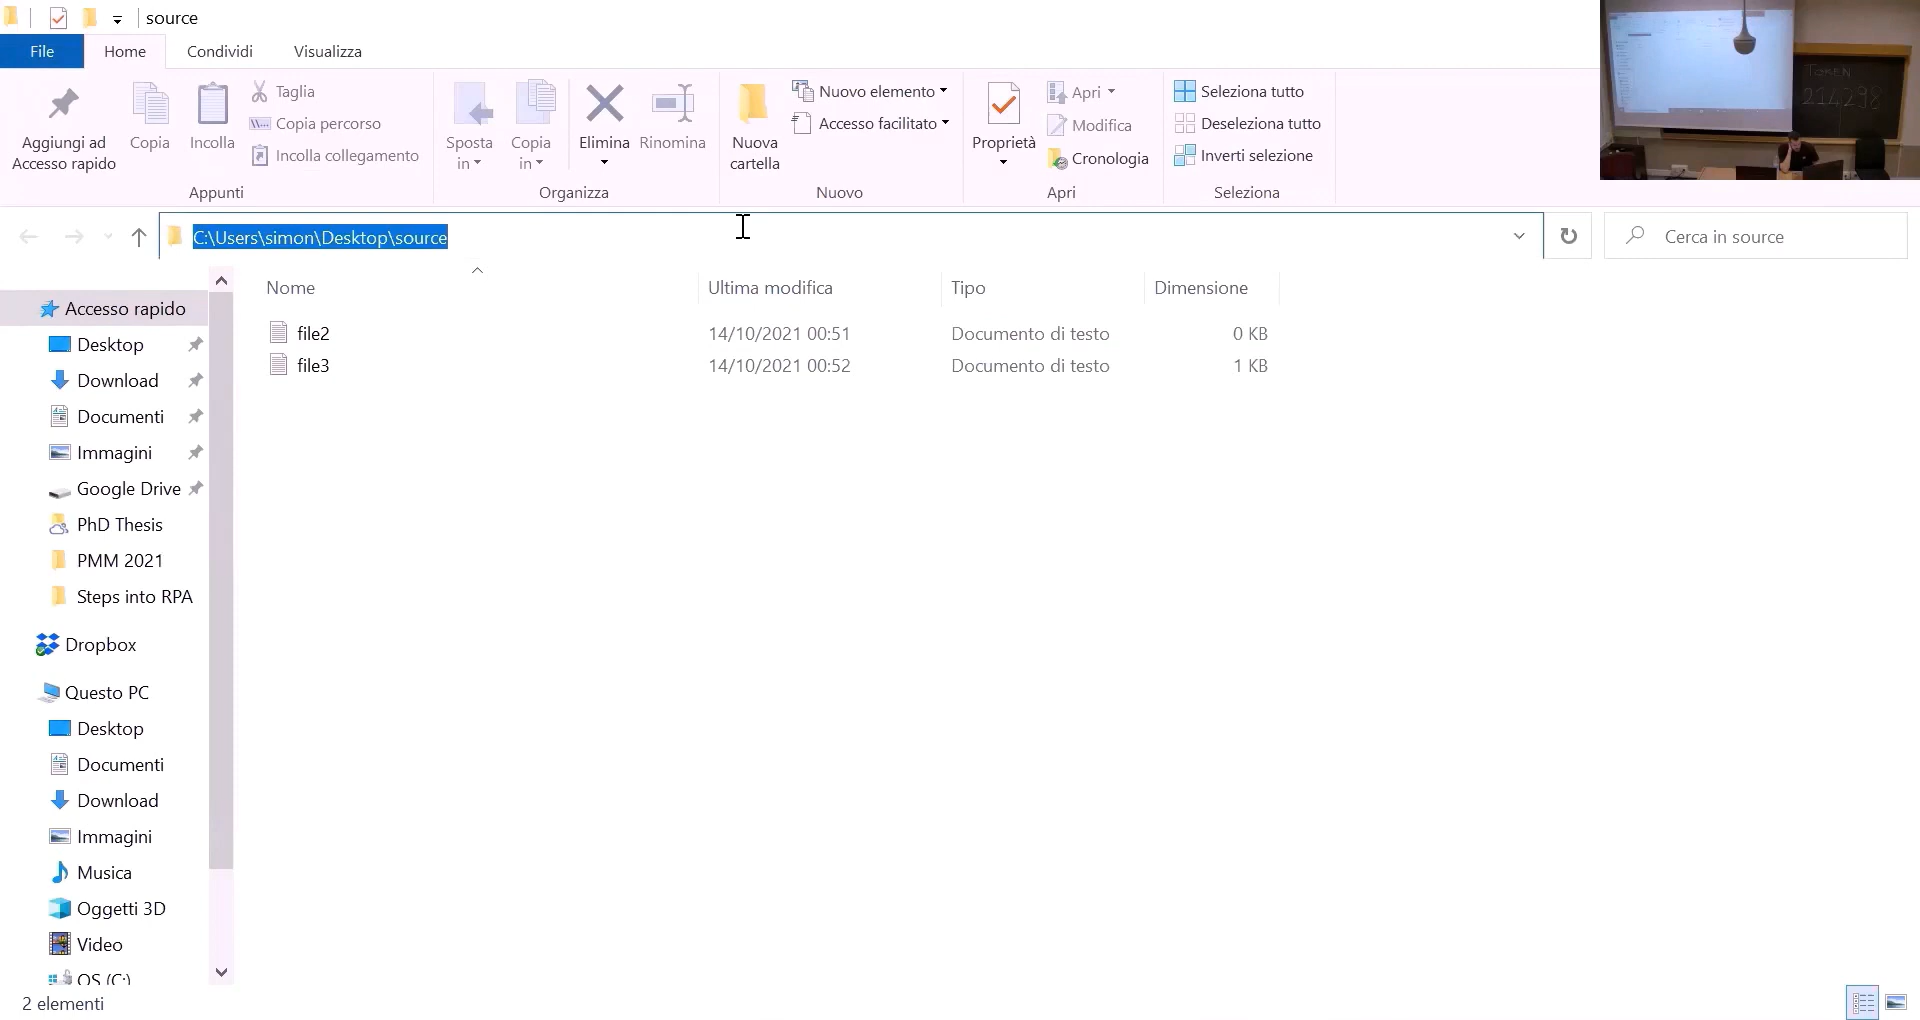 source
File Home Condividi Visualizza
Aggiungi ad
Accesso rapido
Copia
Incolla
Taglia
Copia percorso
Incolla collegamento
Appunti
Sposta
in
Copia
in
Elimina
Rinomina
Organizza
Nuova
cartella
Nuovo elemento
Accesso facilitato
Nuovo
Proprietà
Apri
Modifica
Cronologia
Apri
Seleziona tutto
Deseleziona tutto
Inverti selezione
Seleziona
TOKEN
214298
C:\Users\simon\Desktop\source
Cerca in source
Accesso rapido
Desktop
Download
Documenti
Immagini
Google Drive
PhD Thesis
PMM 2021
Steps into RPA
Dropbox
Questo PC
Desktop
Documenti
Download
Immagini
Musica
Oggetti 3D
Video
OS (C:)
Nome Ultima modifica Tipo Dimensione
file2 14/10/2021 00:51 Documento di testo 0 KB
file3 14/10/2021 00:52 Documento di testo 1 KB
2 elementi